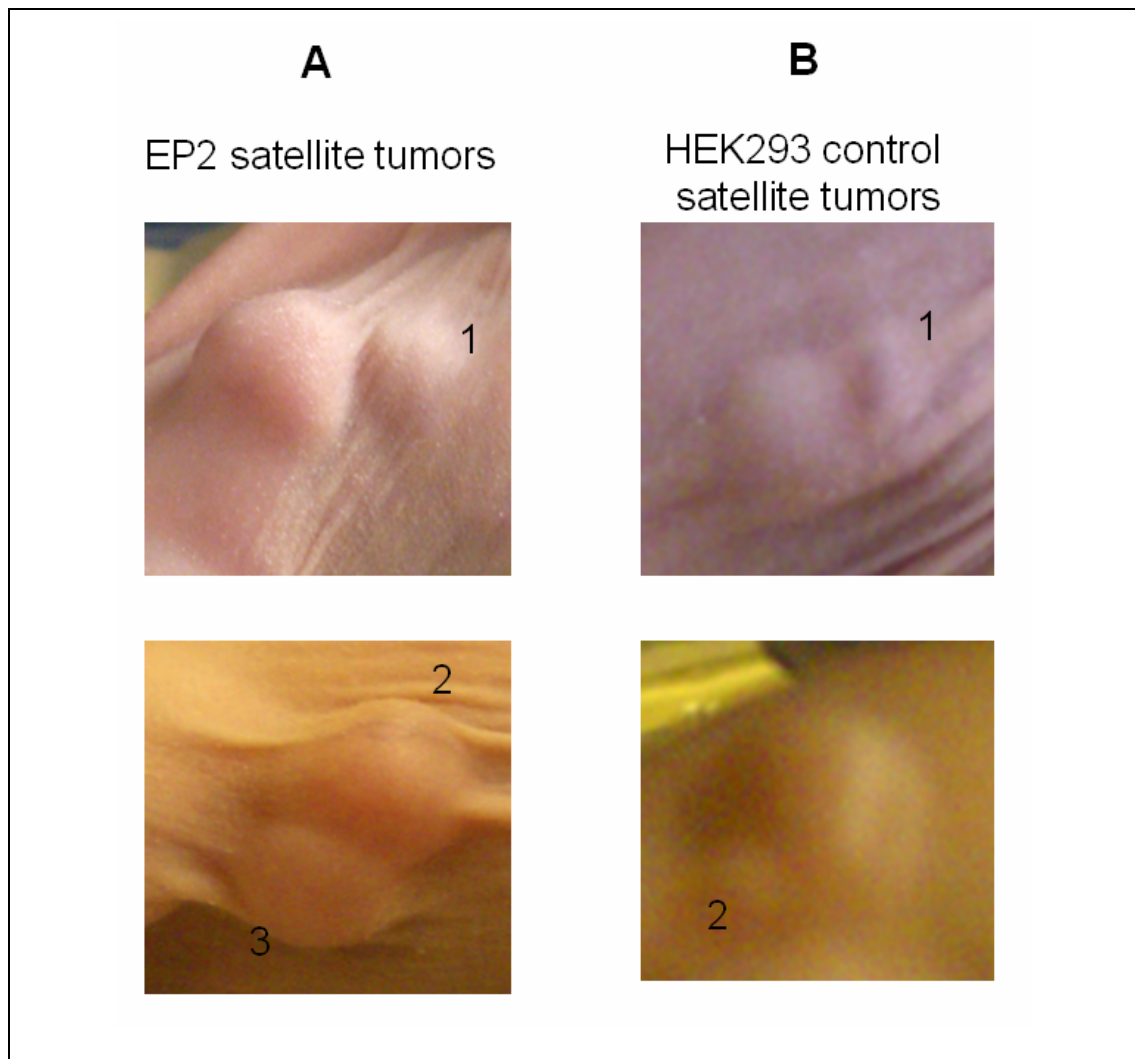 A
B
EP2 satellite tumors
HEK293 control
satellite tumors
1
1
2
3
2